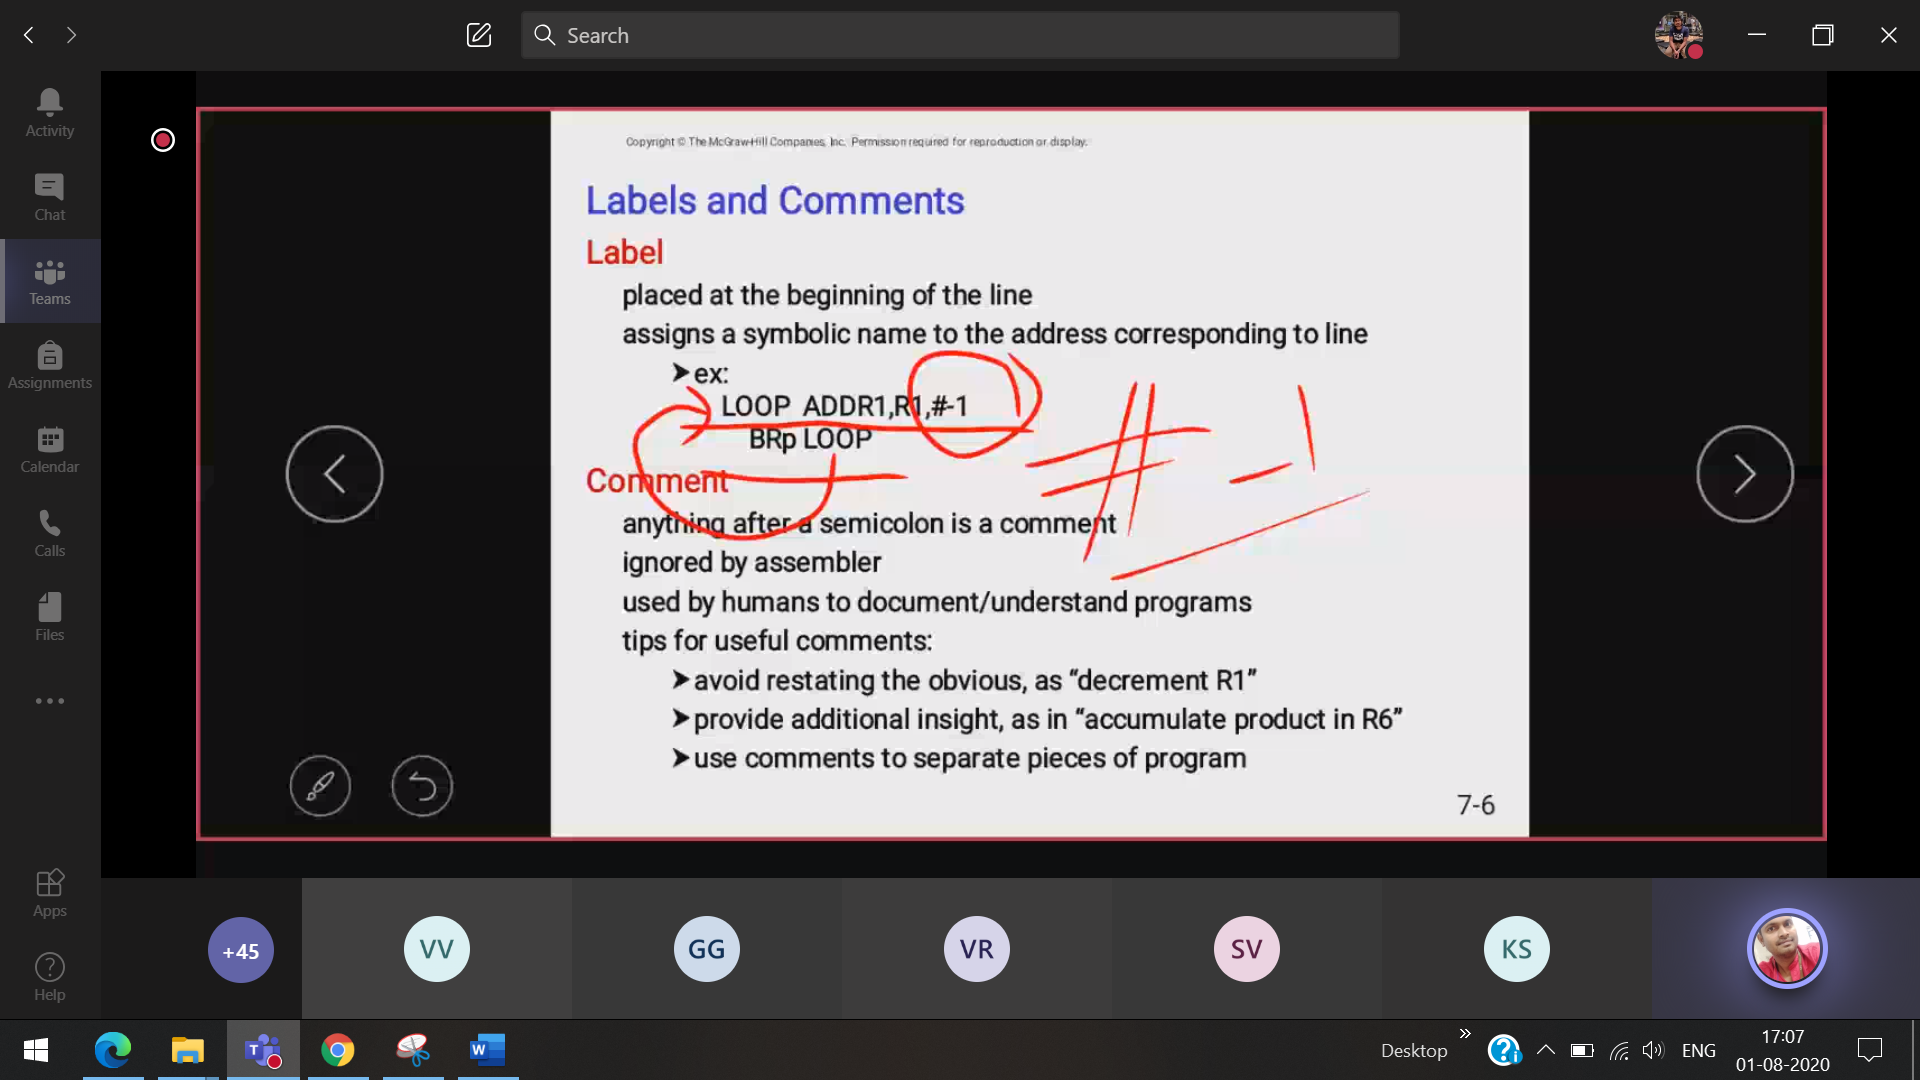 Search
Activity
Chat
Teams
Assignments
Calendar
Calls
Files
Apps
Help
Copyright © The McGraw-Hill Companies, Inc. Permission required for reproduction or display.
Labels and Comments
Label
placed at the beginning of the line
assigns a symbolic name to the address corresponding to line
➤ex:
LOOP ADDR1,R1,#-1
BRp LOOP
# -1
Comment
anything after a semicolon is a comment
ignored by assembler
used by humans to document/understand programs
tips for useful comments:
➤avoid restating the obvious, as “decrement R1”
➤provide additional insight, as in “accumulate product in R6”
➤use comments to separate pieces of program
7-6
+45
VV
GG
VR
SV
KS
Desktop
ENG
17:07
01-08-2020